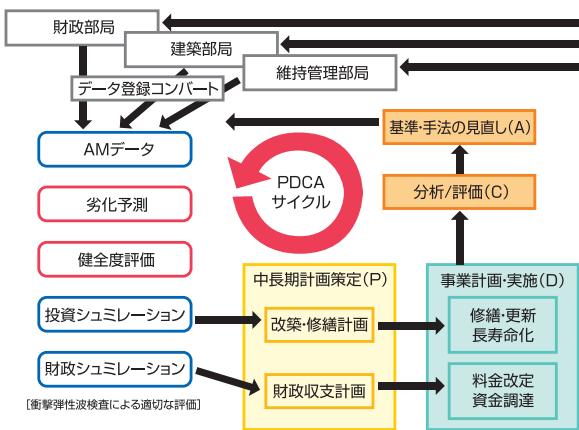 財政部局
建築部局
維持管理部局
データ登録コンバート
AMデータ
劣化予測
健全度評価
投資シュミレーション
財政シュミレーション
[衝撃弾性波検査による適切な評価]
PDCA
サイクル
基準・手法の見直し(A)
分析/評価(C)
中長期計画策定(P)
改築・修繕計画
財政収支計画
事業計画・実施(D)
修繕・更新
長寿命化
料金改定
資金調達